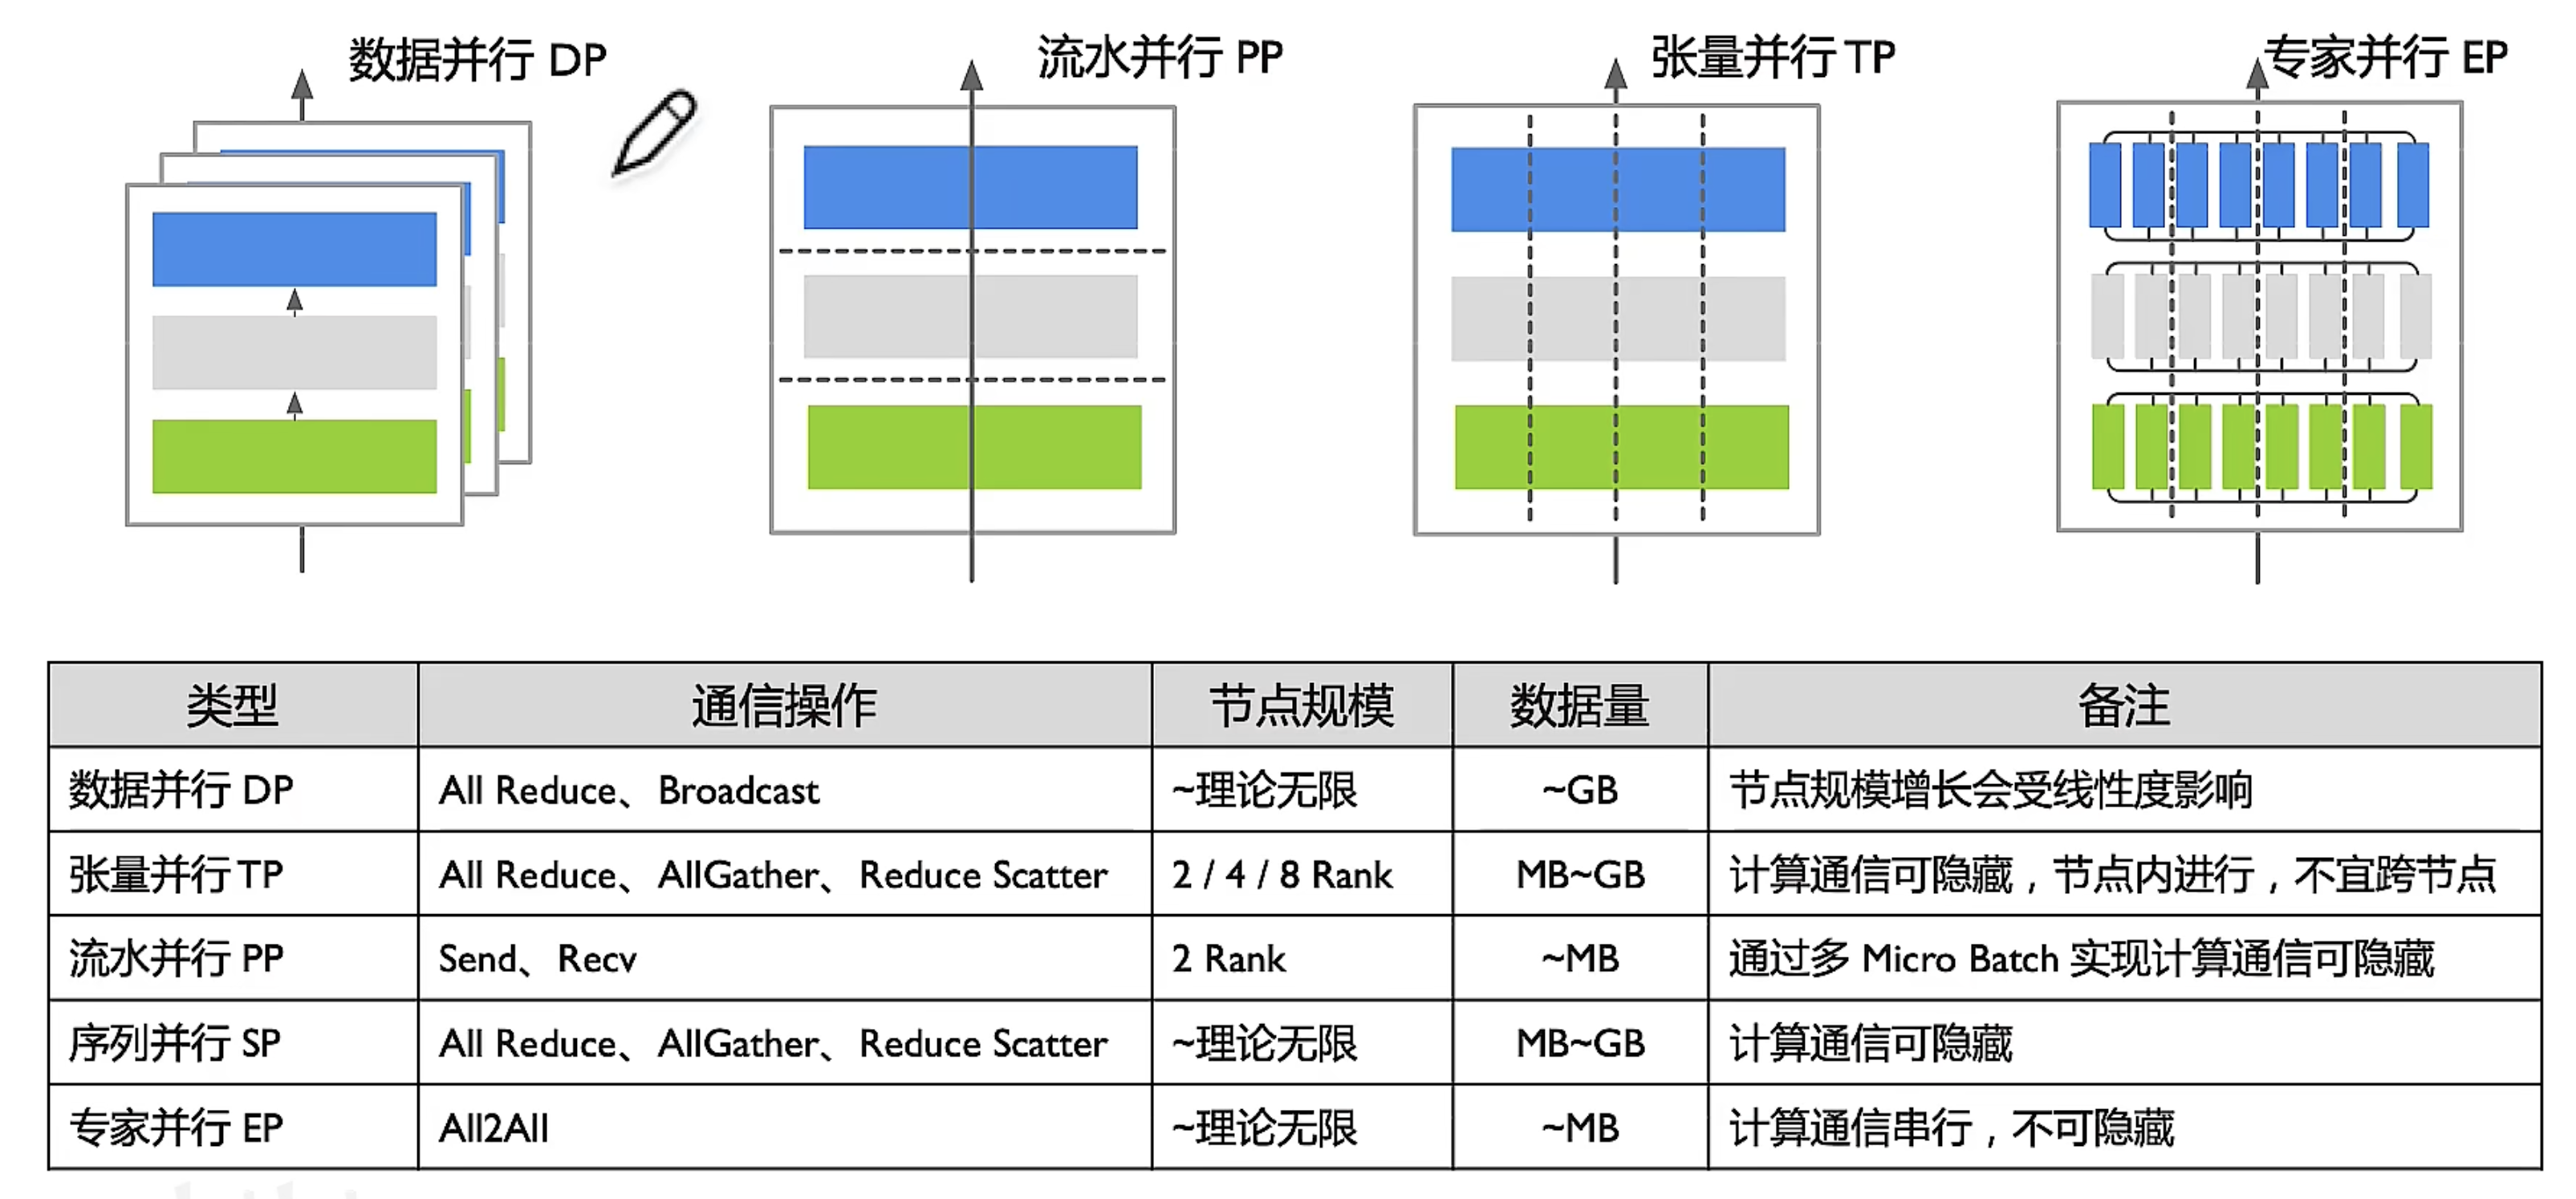 数据并行 DP
流水并行 PP
张量并行 TP
专家并行 EP
类型 通信操作 节点规模 数据量 备注
数据并行 DP All Reduce、Broadcast ~理论无限 ~GB 节点规模增长会受线性度影响
张量并行 TP All Reduce、AllGather、Reduce Scatter 2 / 4 / 8 Rank MB~GB 计算通信可隐藏，节点内进行，不宜跨节点
流水并行 PP Send、Recv 2 Rank ~MB 通过多 Micro Batch 实现计算通信可隐藏
序列并行 SP All Reduce、AllGather、Reduce Scatter ~理论无限 MB~GB 计算通信可隐藏
专家并行 EP All2All ~理论无限 ~MB 计算通信串行，不可隐藏